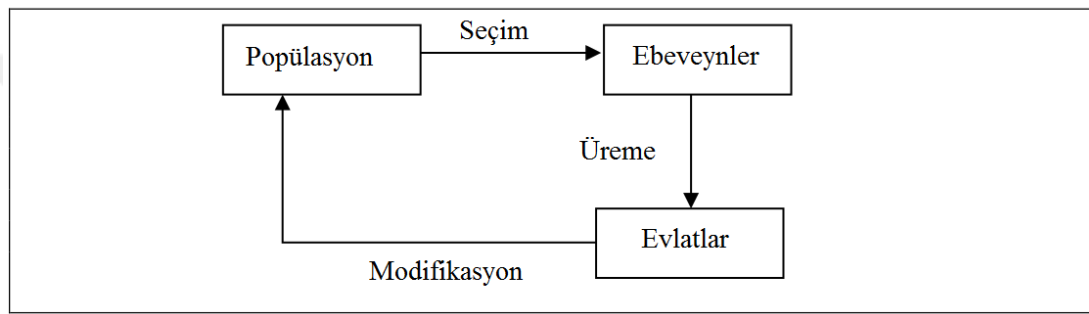 Seçim
Popülasyon
Ebeveynler
Üreme
Evlatlar
Modifikasyon